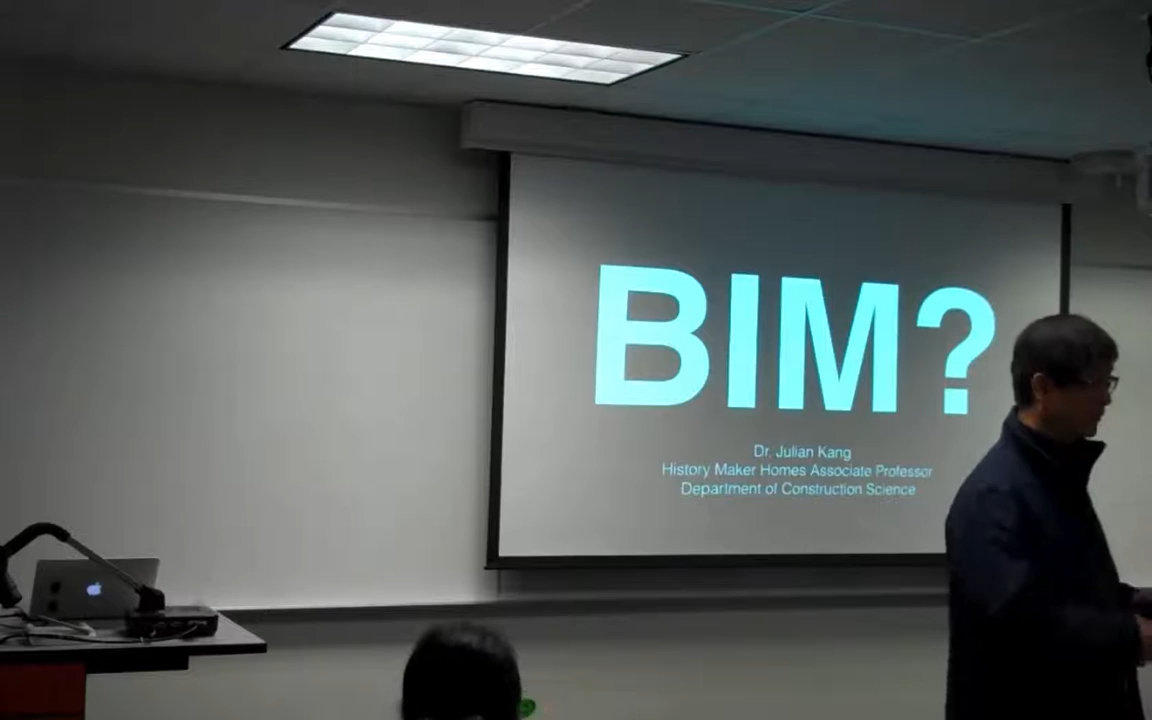 BIM?
Dr. Julian Kang
History Maker Homes Associate Professor
Department of Construction Science